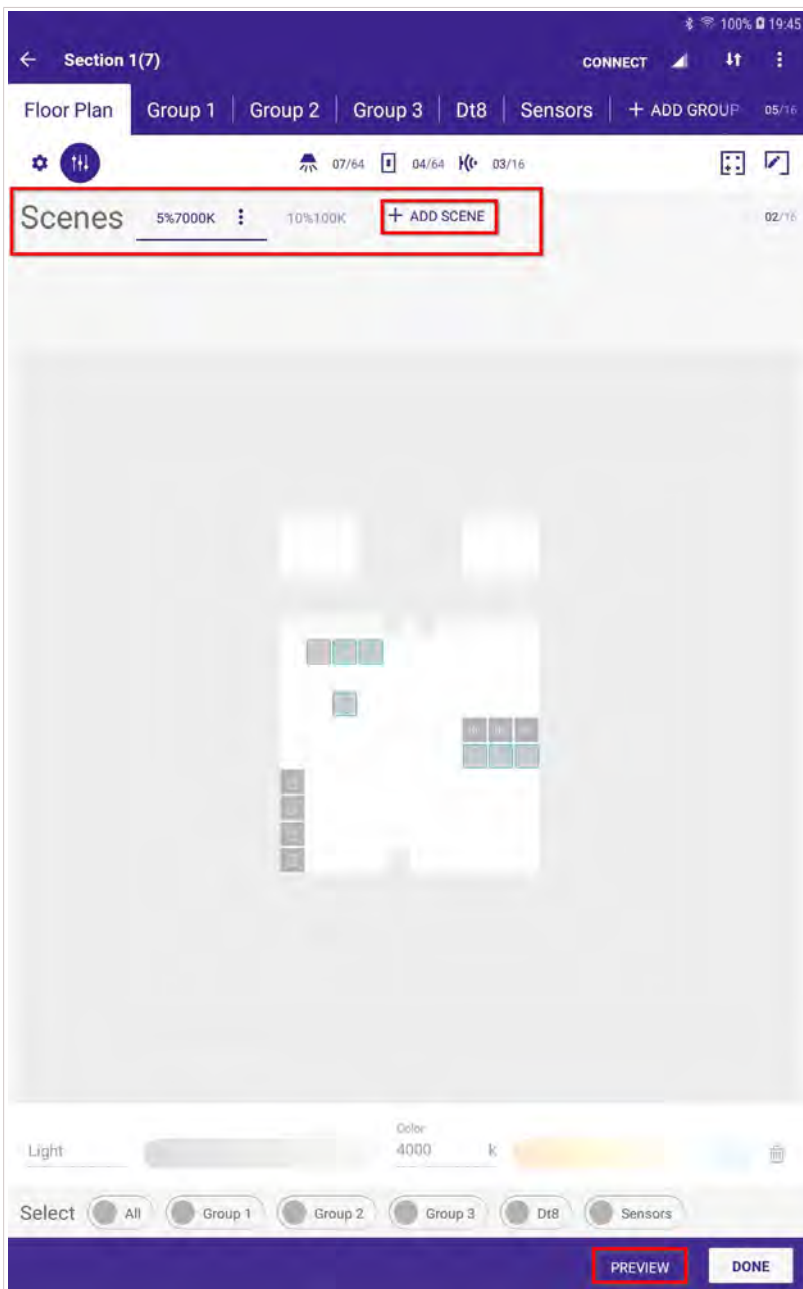 100% 19:45
Section 1(7) CONNECT
Floor Plan Group 1 Group 2 Group 3 Dt8 Sensors + ADD GROUP 05/16
07/64 04/64 03/16
Scenes 5%7000K 10%100K + ADD SCENE 02/16
Color
Light 4000 k
Select All Group 1 Group 2 Group 3 Dt8 Sensors
PREVIEW DONE